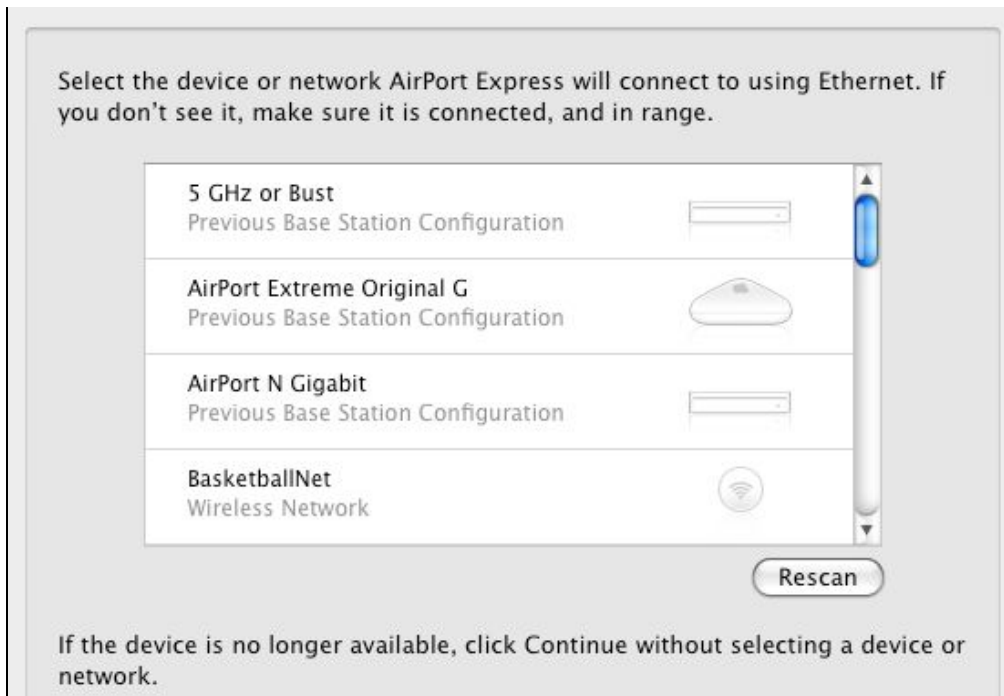 Select the device or network AirPort Express will connect to using Ethernet. If
you don't see it, make sure it is connected, and in range.
5 GHz or Bust
Previous Base Station Configuration
AirPort Extreme Original G
Previous Base Station Configuration
AirPort N Gigabit
Previous Base Station Configuration
BasketballNet
Wireless Network
Rescan
If the device is no longer available, click Continue without selecting a device or
network.